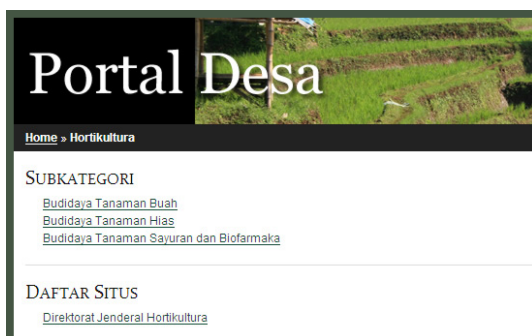 Portal Desa
Home » Hortikultura
SUBKATEGORI
Budidaya Tanaman Buah
Budidaya Tanaman Hias
Budidaya Tanaman Sayuran dan Biofarmaka
DAFTAR SITUS
Direktorat Jenderal Hortikultura